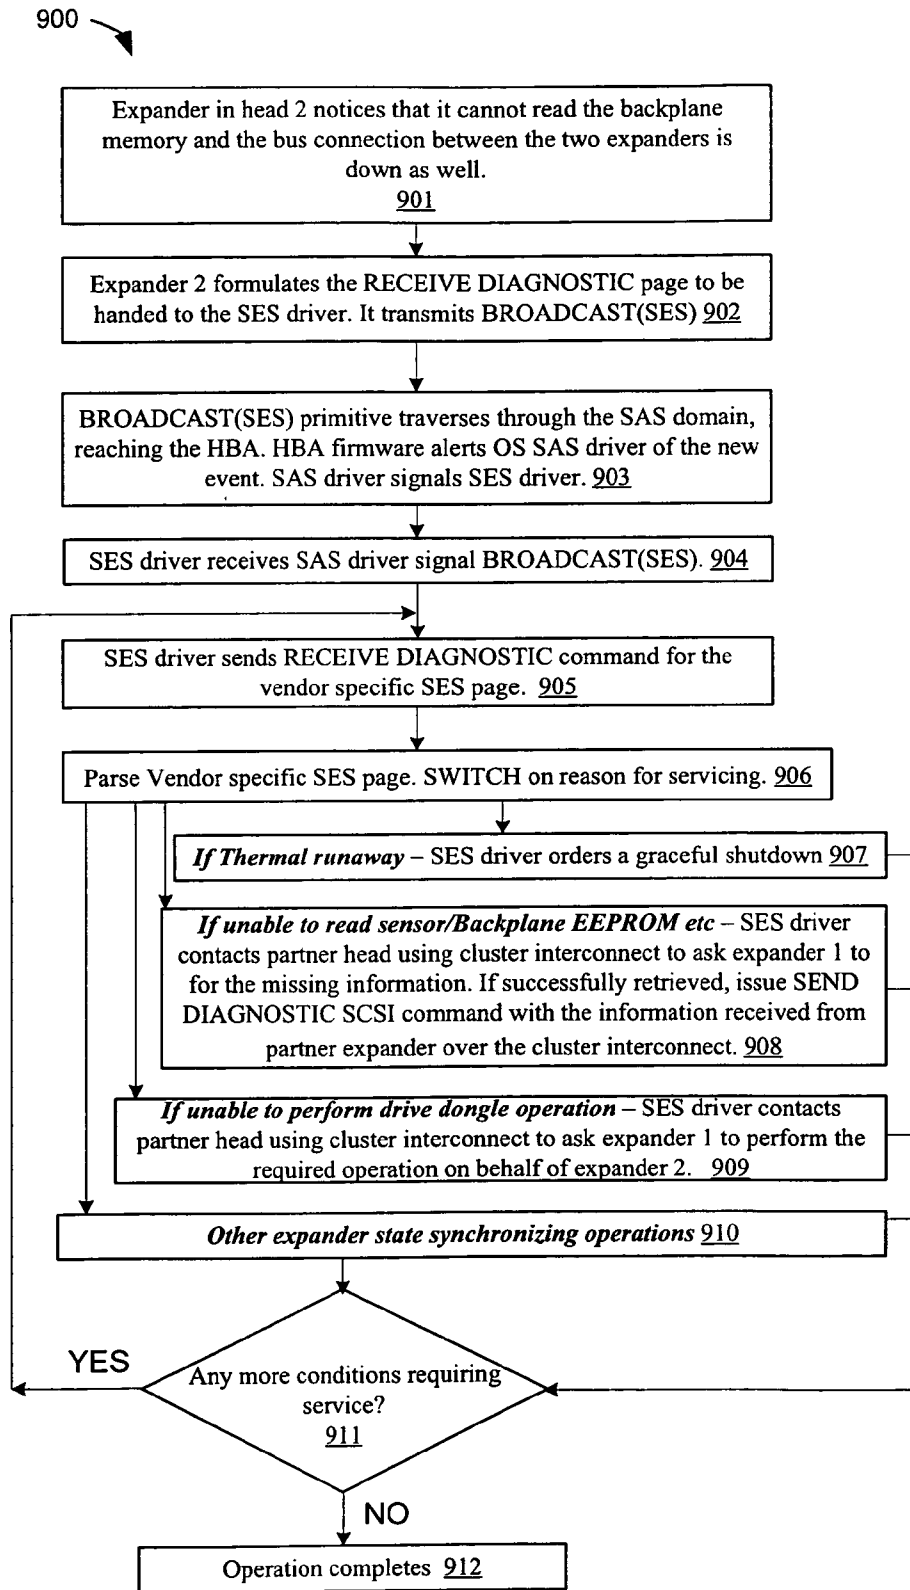 900
Expander in head 2 notices that it cannot read the backplane
memory and the bus connection between the two expanders is
down as well.
901
Expander 2 formulates the RECEIVE DIAGNOSTIC page to be
handed to the SES driver. It transmits BROADCAST(SES) 902
BROADCAST(SES) primitive traverses through the SAS domain,
reaching the HBA. HBA firmware alerts OS SAS driver of the new
event. SAS driver signals SES driver. 903
SES driver receives SAS driver signal BROADCAST(SES). 904
SES driver sends RECEIVE DIAGNOSTIC command for the
vendor specific SES page. 905
Parse Vendor specific SES page. SWITCH on reason for servicing. 906
If Thermal runaway – SES driver orders a graceful shutdown 907
If unable to read sensor/Backplane EEPROM etc – SES driver
contacts partner head using cluster interconnect to ask expander 1 to
for the missing information. If successfully retrieved, issue SEND
DIAGNOSTIC SCSI command with the information received from
partner expander over the cluster interconnect. 908
If unable to perform drive dongle operation – SES driver contacts
partner head using cluster interconnect to ask expander 1 to perform the
required operation on behalf of expander 2. 909
Other expander state synchronizing operations 910
YES
Any more conditions requiring
service?
911
NO
Operation completes 912